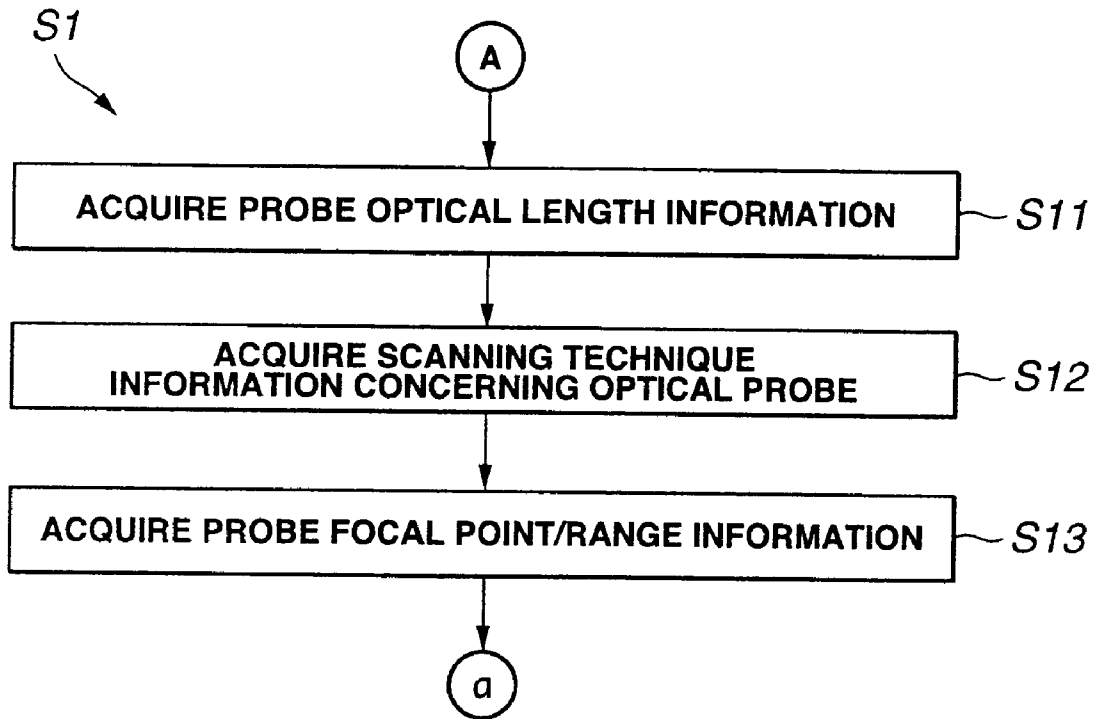 S1
A
ACQUIRE PROBE OPTICAL LENGTH INFORMATION
S11
ACQUIRE SCANNING TECHNIQUE
INFORMATION CONCERNING OPTICAL PROBE
S12
ACQUIRE PROBE FOCAL POINT/RANGE INFORMATION
S13
a